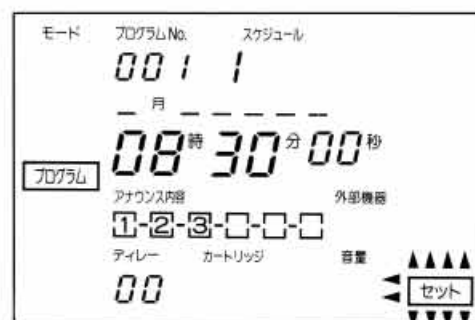 モード プログラムNo. スケジュール
001 1
_ 月 _ _ _ _ _
08時30分00秒
プログラム
アナウンス内容 外部機器
1-2-3-□-□-□
ディレー カートリッジ 音量
00 セット